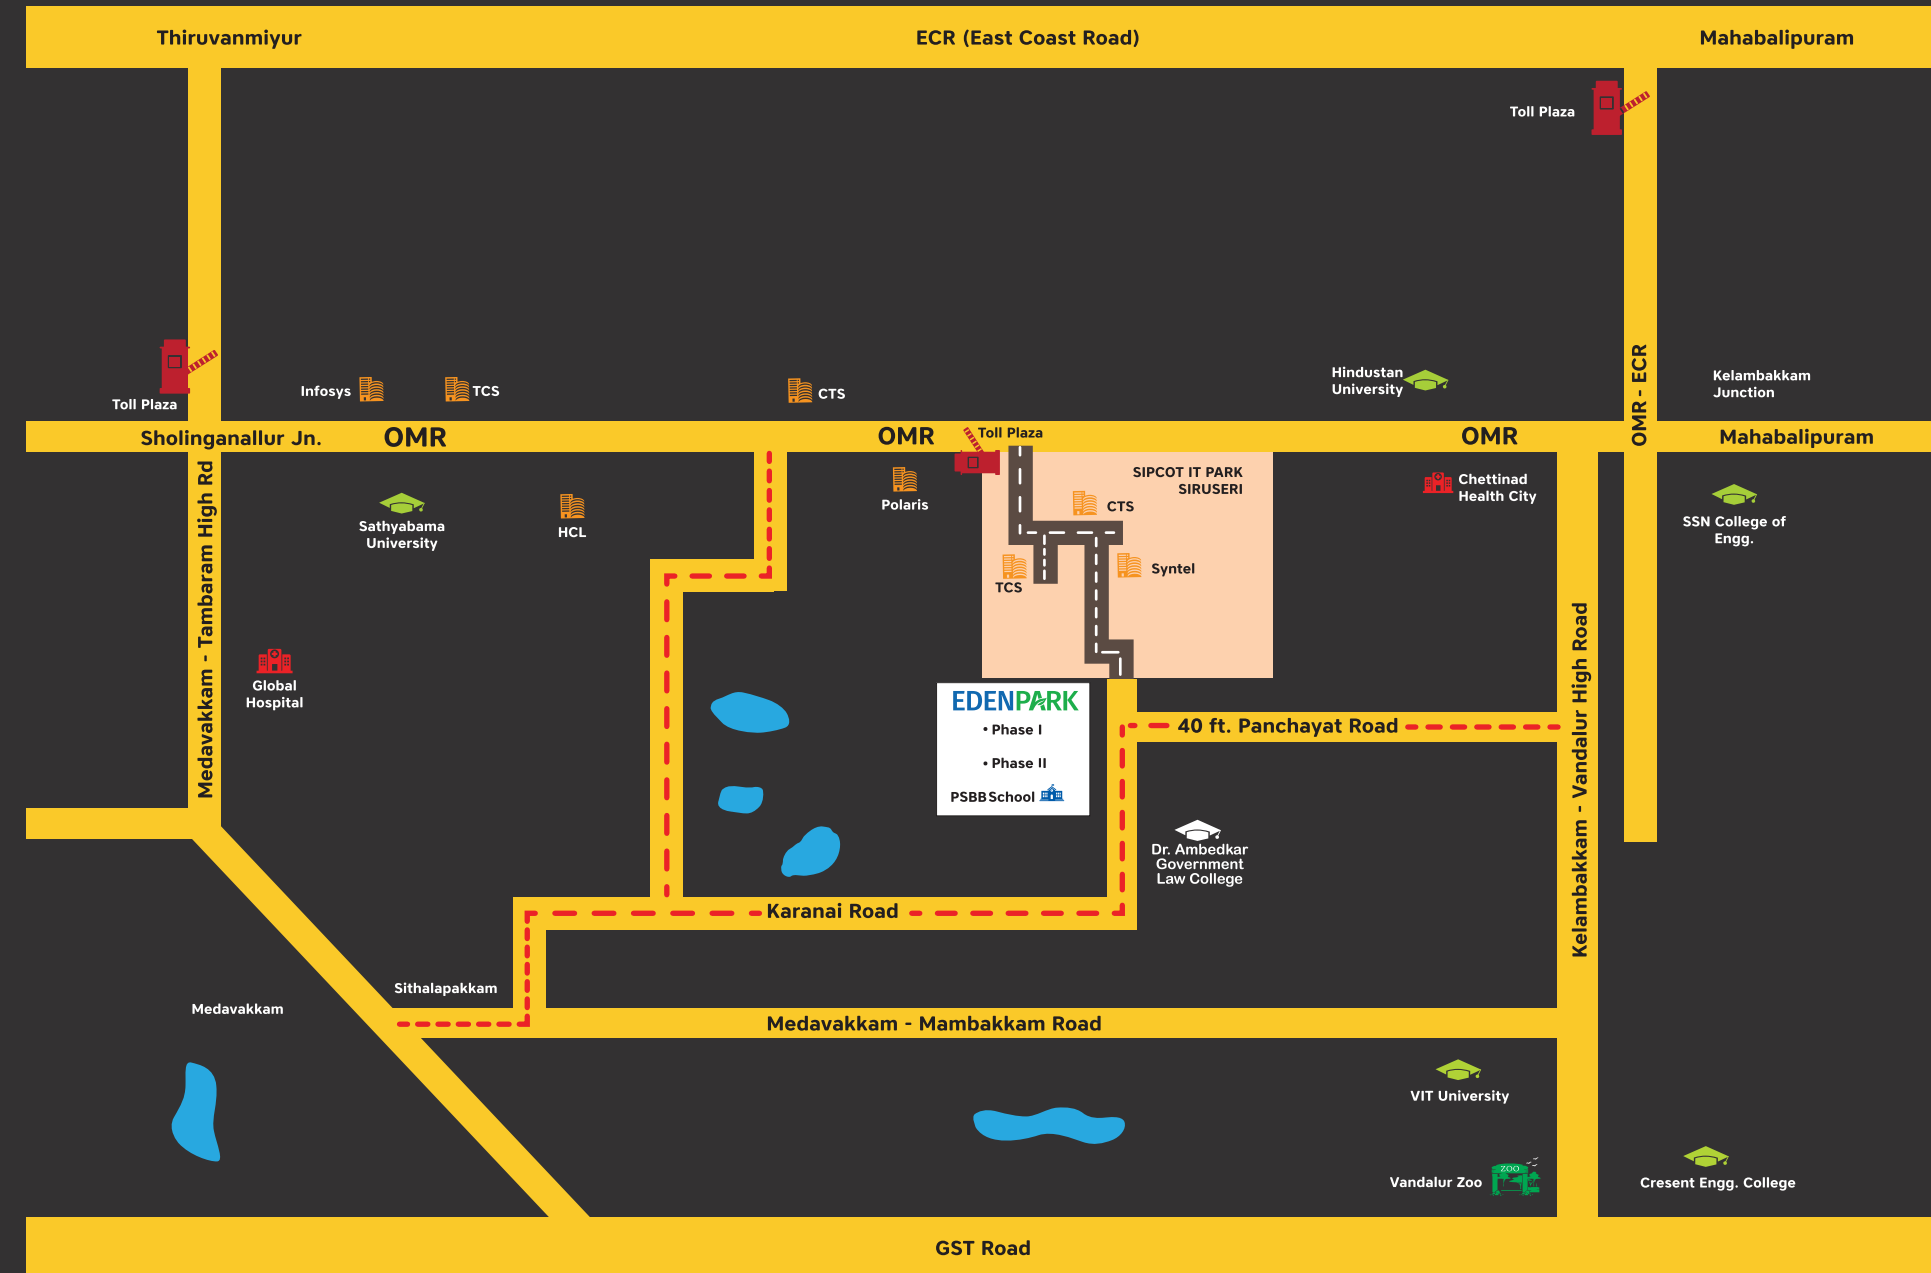 Thiruvanmiyur
ECR (East Coast Road)
Mahabalipuram
Toll Plaza
Toll Plaza
Infosys
TCS
CTS
Hindustan
University
OMR - ECR
Kelambakkam
Junction
Sholinganallur Jn.
OMR
OMR
Toll Plaza
OMR
Mahabalipuram
Medavakkam - Tambaram High Rd
Sathyabama
University
HCL
Polaris
SIPCOT IT PARK
SIRUSERI
CTS
TCS
Syntel
Chettinad
Health City
SSN College of
Engg.
Global
Hospital
EDENPARK
• Phase I
• Phase II
PSBB School
40 ft. Panchayat Road
Kelambakkam - Vandalur High Road
Dr. Ambedkar
Government
Law College
Karanai Road
Sithalapakkam
Medavakkam
Medavakkam - Mambakkam Road
VIT University
Vandalur Zoo
ZOO
Cresent Engg. College
GST Road